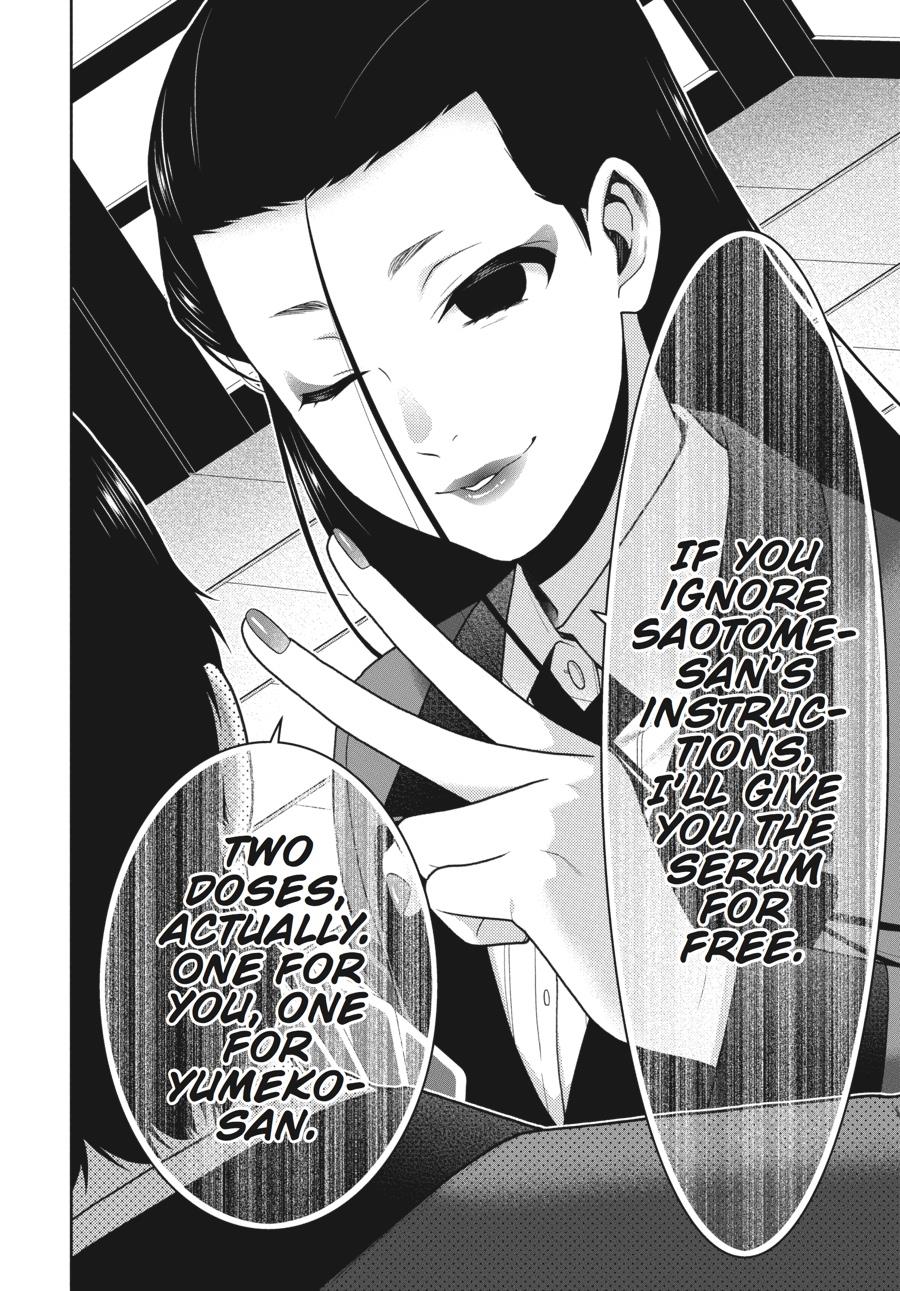 IF YOU
IGNORE
SAOTOME-
SAN'S
INSTRUC-
TIONS,
I'LL GIVE
YOU THE
SERUM
FOR
FREE.
TWO
DOSES,
ACTUALLY.
ONE FOR
YOU, ONE
FOR
YUMEKO-
SAN.